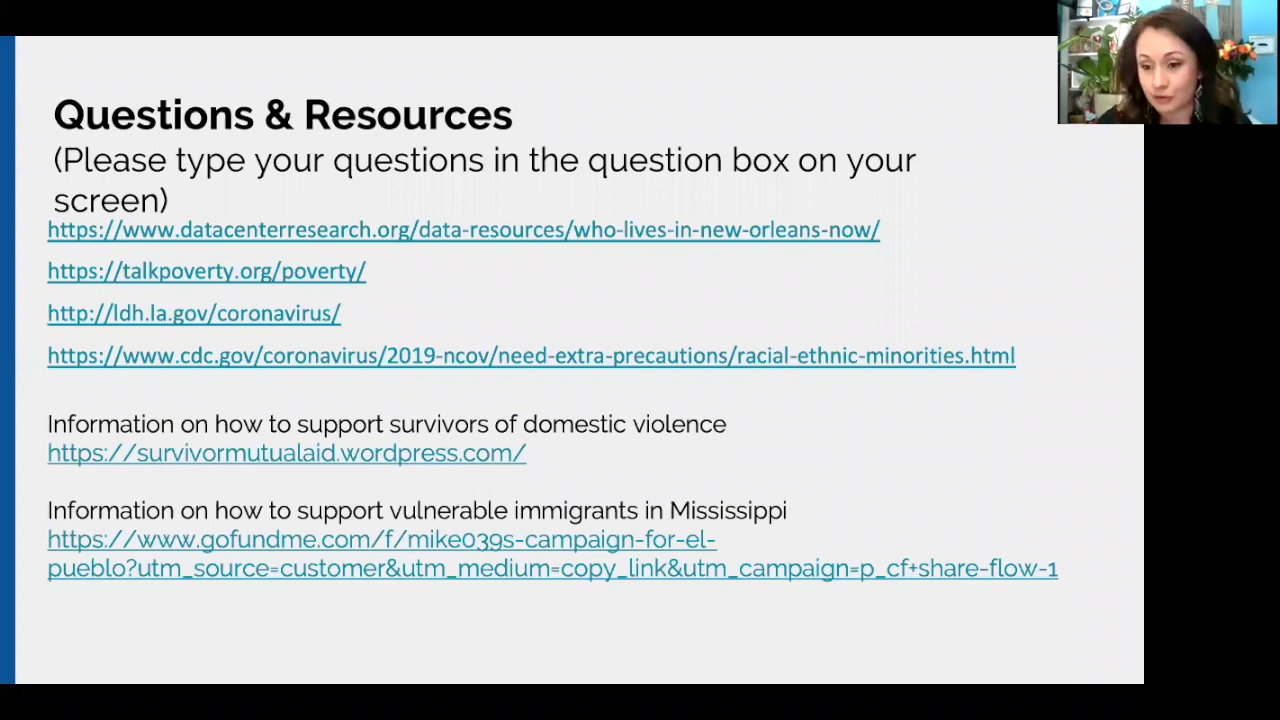 Questions & Resources
(Please type your questions in the question box on your
screen)
https://www.datacenterresearch.org/data-resources/who-lives-in-new-orleans-now/
https://talkpoverty.org/poverty/
http://ldh.la.gov/coronavirus/
https://www.cdc.gov/coronavirus/2019-ncov/need-extra-precautions/racial-ethnic-minorities.html
Information on how to support survivors of domestic violence
https://survivormutualaid.wordpress.com/
Information on how to support vulnerable immigrants in Mississippi
https://www.gofundme.com/f/mike039s-campaign-for-el-
pueblo?utm_source=customer&utm_medium=copy_link&utm_campaign=p_cf+share-flow-1